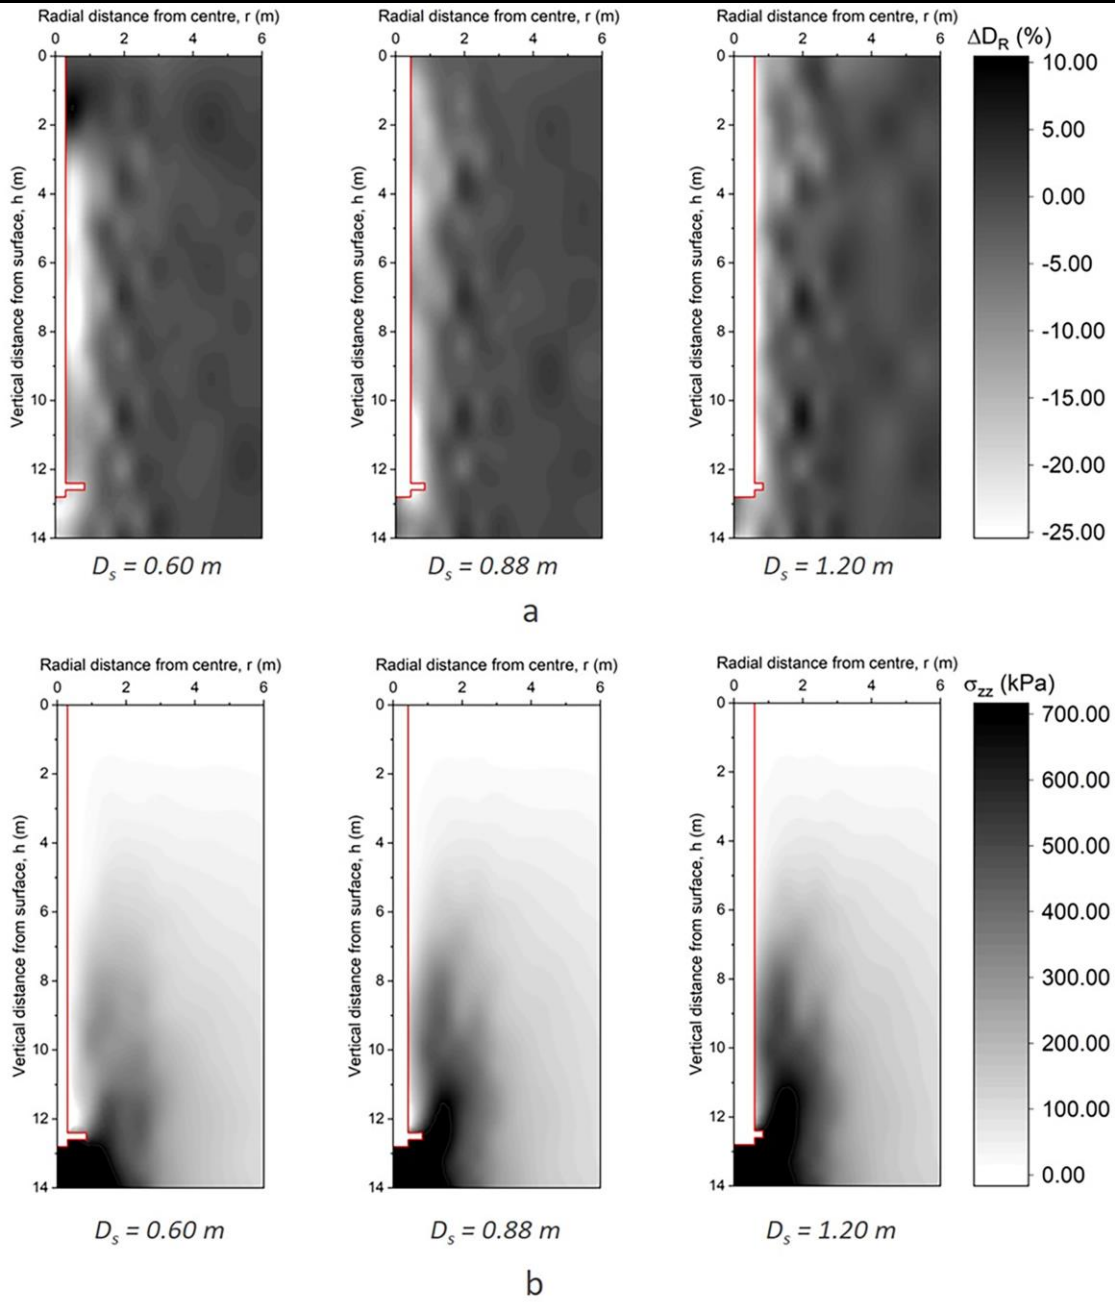 Radial distance from centre, r (m)
0 2 4 6
Radial distance from centre, r (m)
0 2 4 6
Radial distance from centre, r (m)
0 2 4 6
ΔD_R (%)
Vertical distance from surface, h (m)
0
2
4
6
8
10
12
14
Vertical distance from surface, h (m)
0
2
4
6
8
10
12
14
Vertical distance from surface, h (m)
0
2
4
6
8
10
12
14
10.00
5.00
0.00
-5.00
-10.00
-15.00
-20.00
-25.00
D_s = 0.60 m
D_s = 0.88 m
D_s = 1.20 m
a
Radial distance from centre, r (m)
0 2 4 6
Radial distance from centre, r (m)
0 2 4 6
Radial distance from centre, r (m)
0 2 4 6
σ_zz (kPa)
Vertical distance from surface, h (m)
0
2
4
6
8
10
12
14
Vertical distance from surface, h (m)
0
2
4
6
8
10
12
14
Vertical distance from surface, h (m)
0
2
4
6
8
10
12
14
700.00
600.00
500.00
400.00
300.00
200.00
100.00
0.00
D_s = 0.60 m
D_s = 0.88 m
D_s = 1.20 m
b